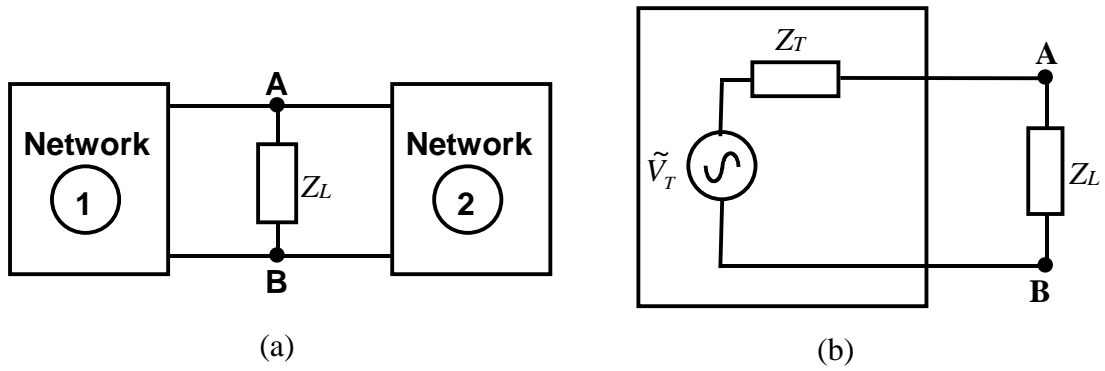 Network
1
A
Z_L
B
Network
2
(a)
Z_T
Ṽ_T
A
Z_L
B
(b)